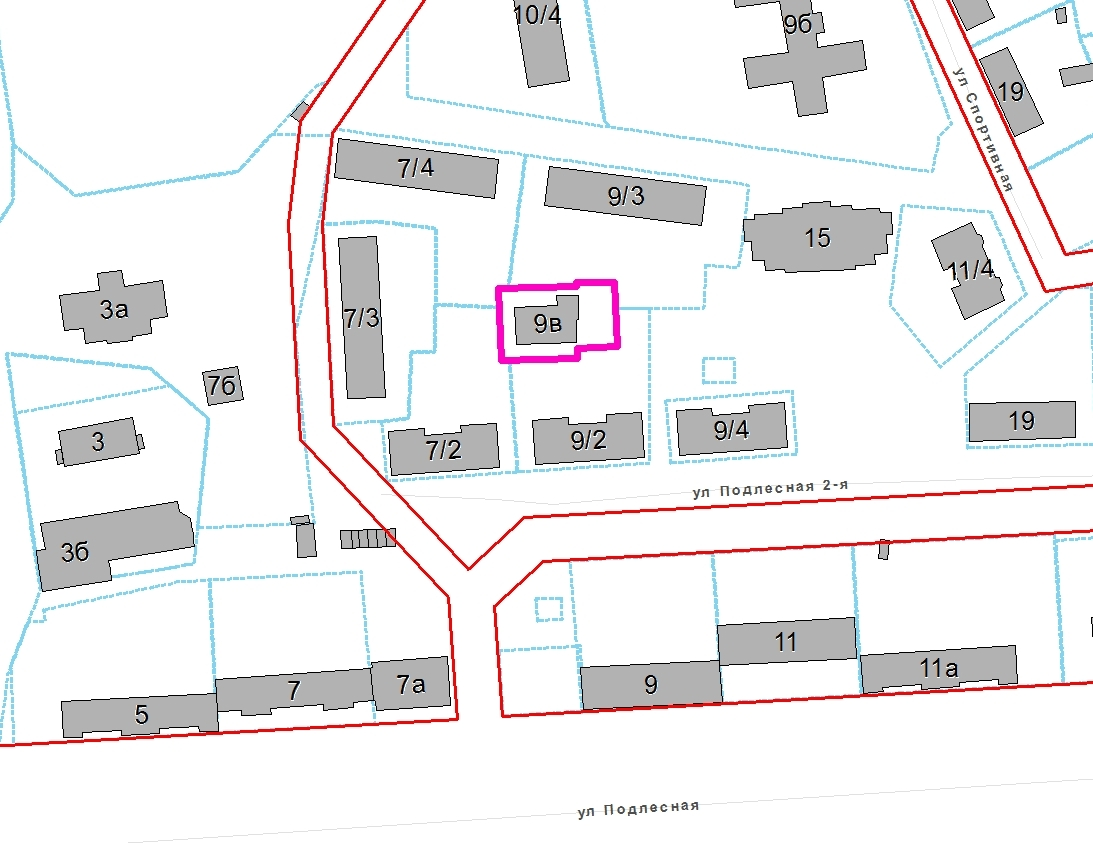 10/4
9б
19
ул Спортивная
7/4
9/3
15
11/4
3а
7/3
9в
7б
3
7/2
9/2
9/4
19
ул Подлесная 2-я
3б
11
11а
9
7
7а
5
ул Подлесная